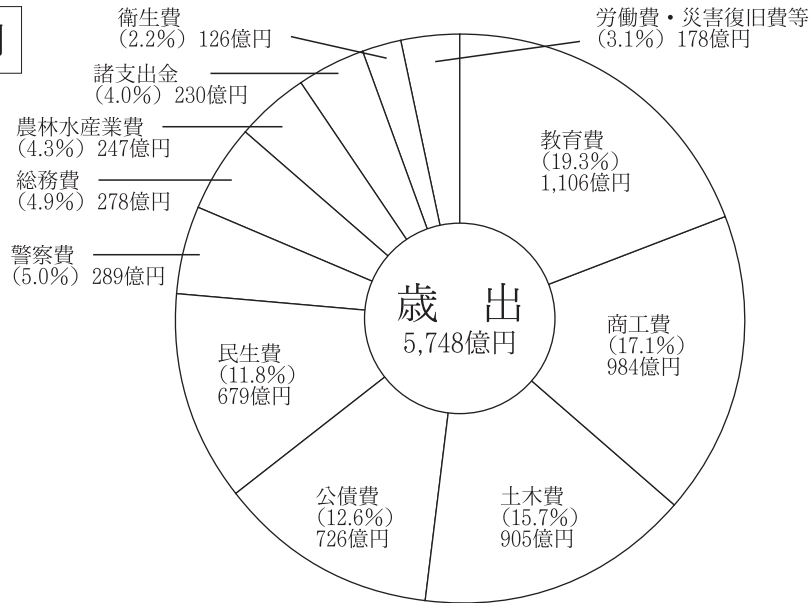 円
衛生費
(2.2%) 126億円
諸支出金
(4.0%) 230億円
農林水産業費
(4.3%) 247億円
総務費
(4.9%) 278億円
警察費
(5.0%) 289億円
労働費・災害復旧費等
(3.1%) 178億円
教育費
(19.3%)
1,106億円
商工費
(17.1%)
984億円
土木費
(15.7%)
905億円
公債費
(12.6%)
726億円
民生費
(11.8%)
679億円
歳 出
5,748億円